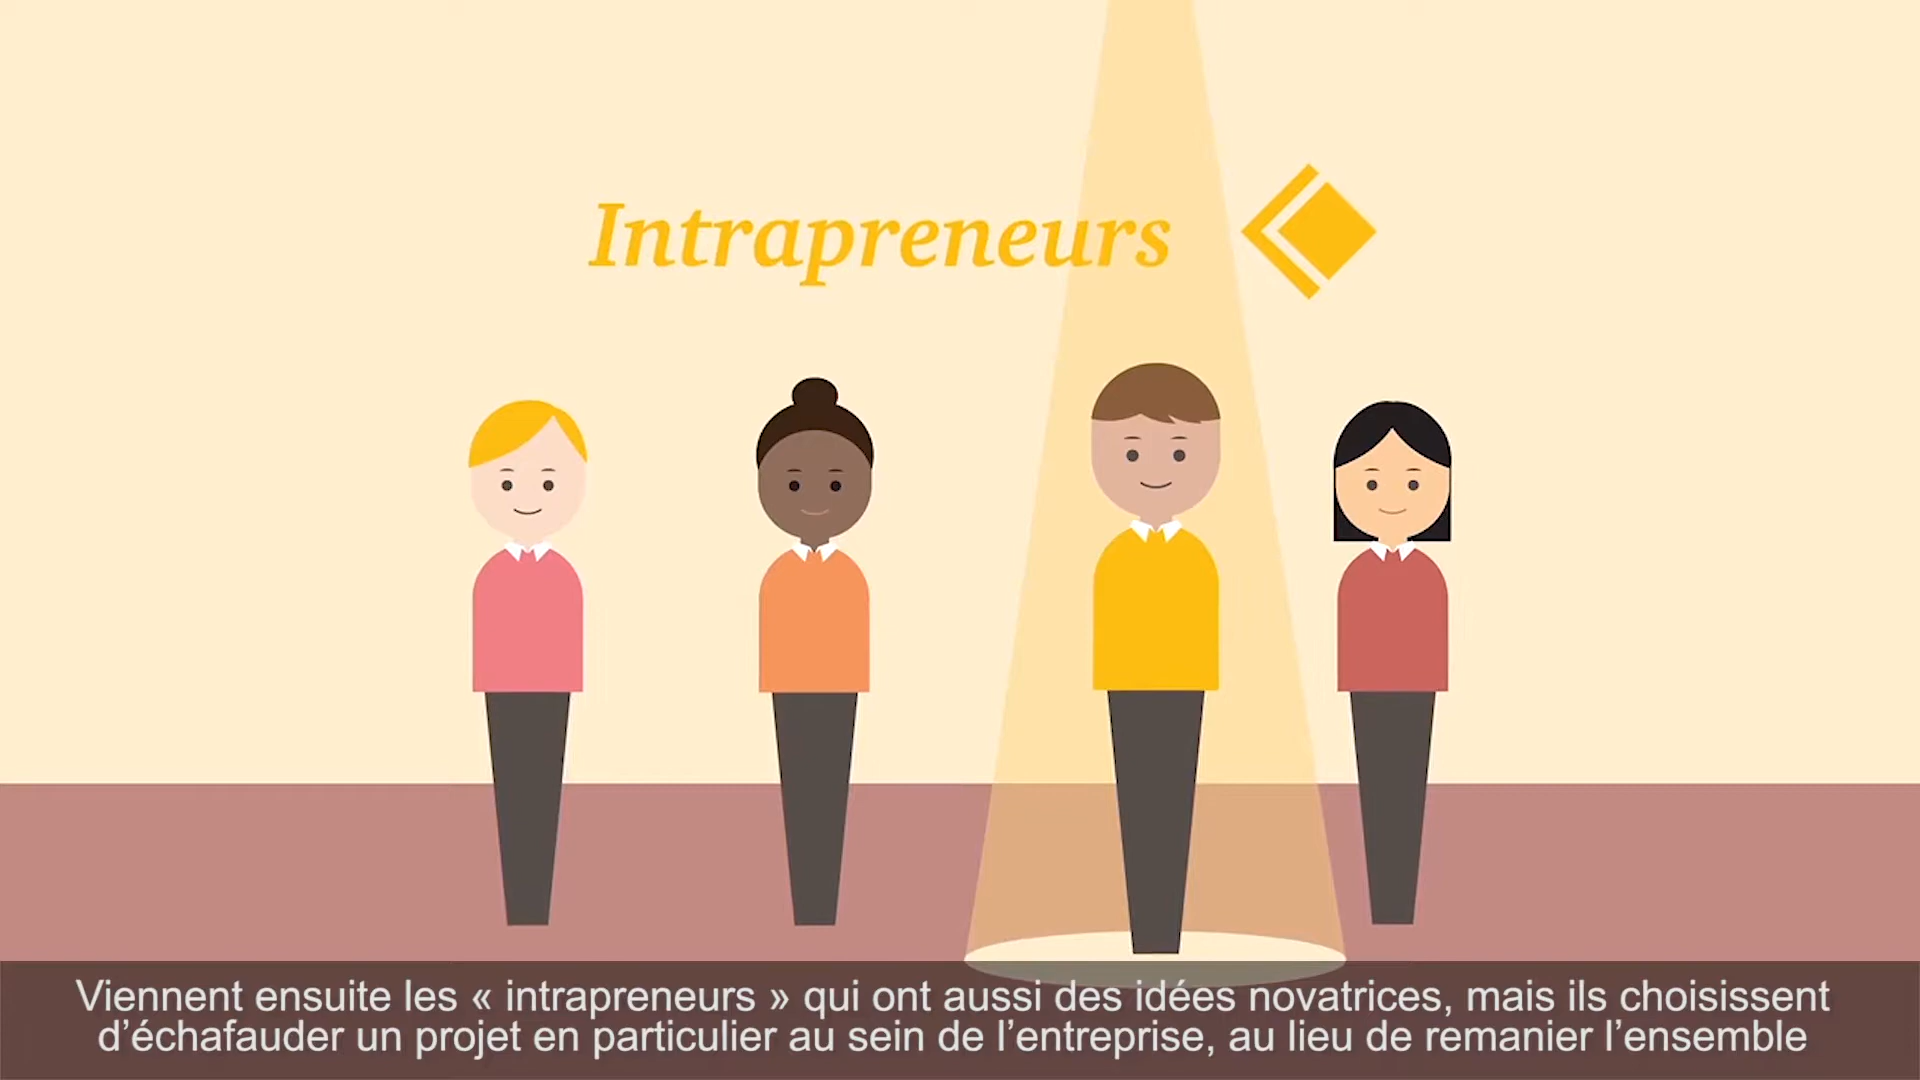 Intrapreneurs
Viennent ensuite les « intrapreneurs » qui ont aussi des idées novatrices, mais ils choisissent
d’échafauder un projet en particulier au sein de l’entreprise, au lieu de remanier l’ensemble